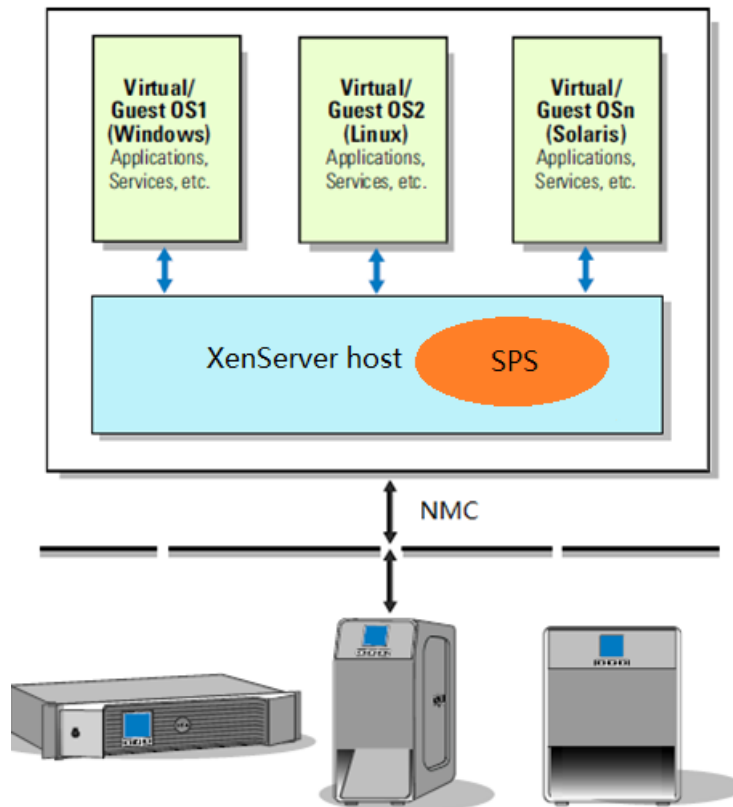 Virtual/
Guest OS1
(Windows)
Applications,
Services, etc.
Virtual/
Guest OS2
(Linux)
Applications,
Services, etc.
Virtual/
Guest OSn
(Solaris)
Applications,
Services, etc.
XenServer host
SPS
NMC